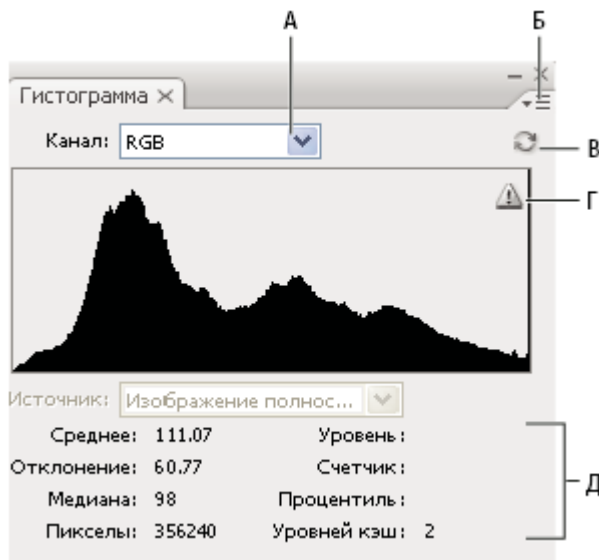 А
Б
Гистограмма
Канал: RGB
В
Г
Источник: Изображение полнос...
Среднее: 111.07 Уровень:
Отклонение: 60.77 Счетчик:
Медиана: 98 Процентиль:
Д
Пикселы: 356240 Уровней кэш: 2